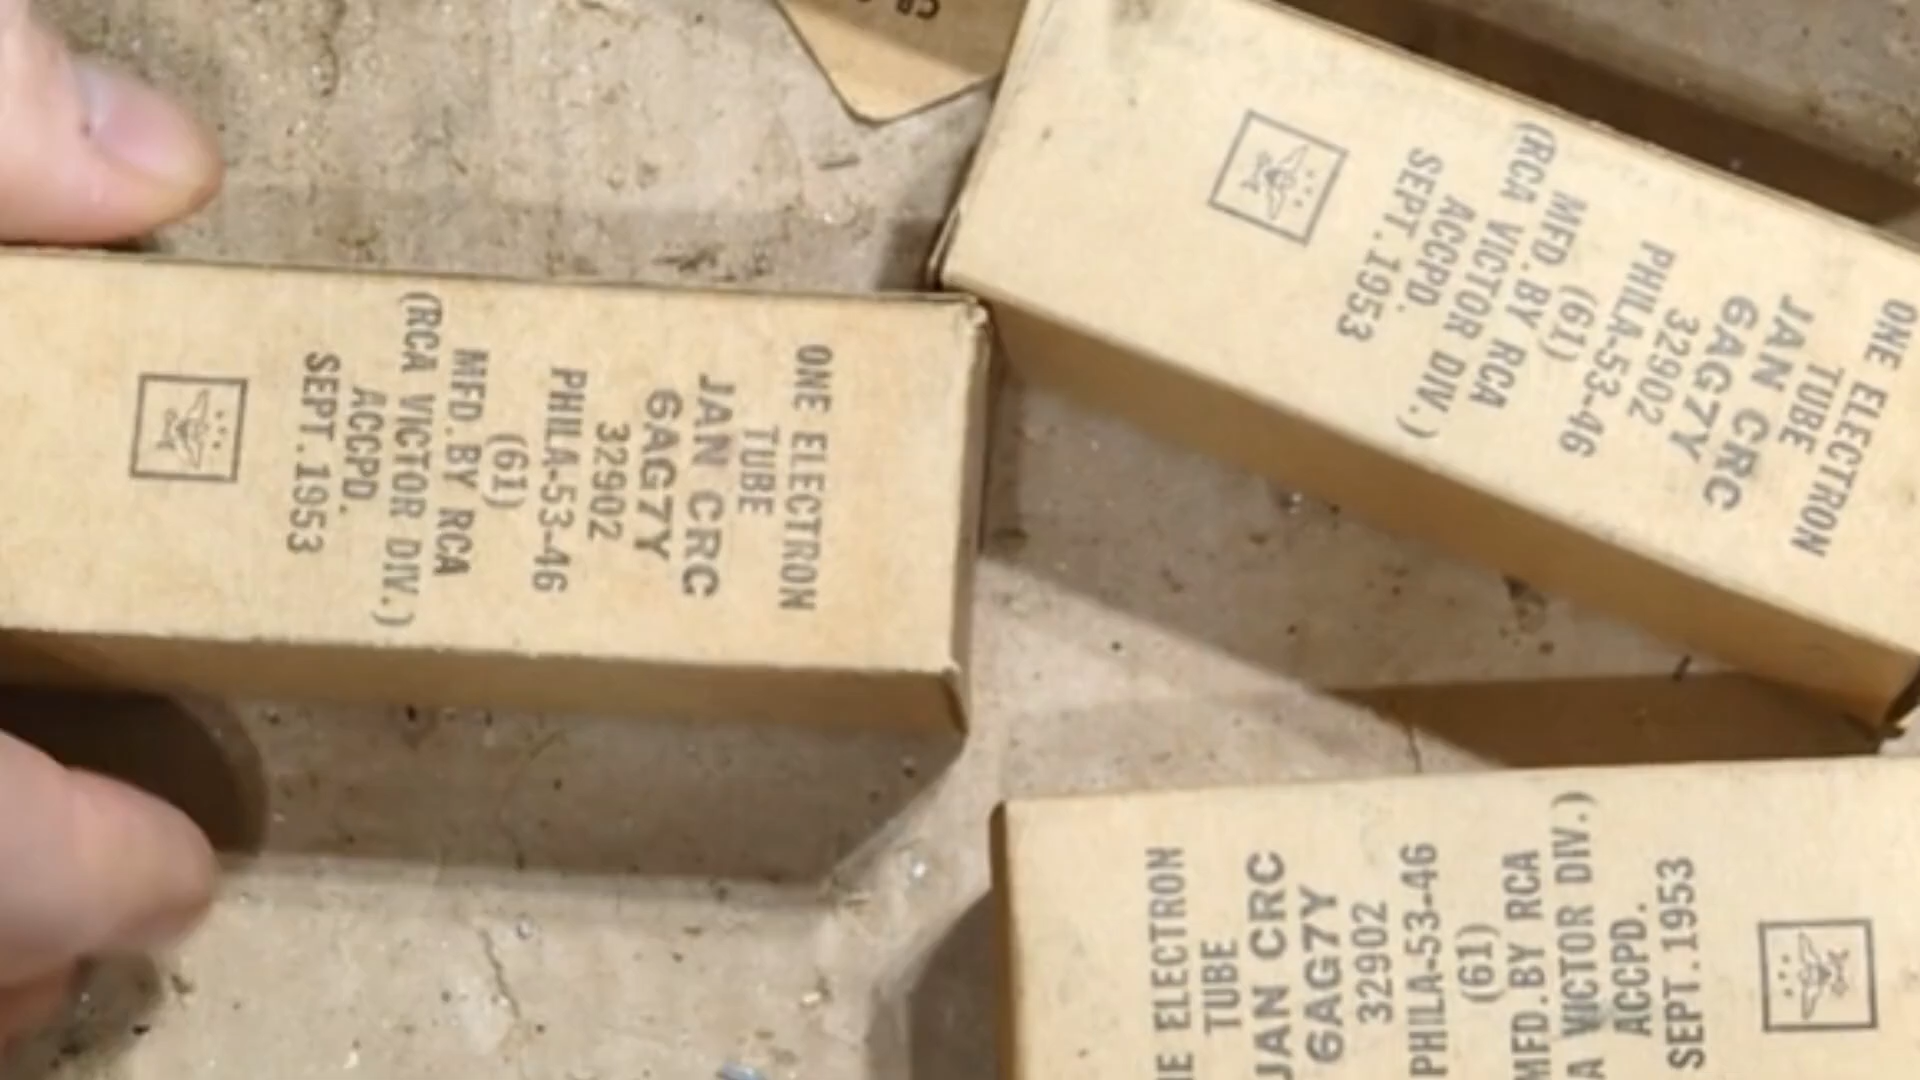 CR
ONE ELECTRON
TUBE
JAN CRC
6AG7Y
32902
PHILA-53-46
(61)
MFD.BY RCA
(RCA VICTOR DIV.)
ACCPD.
SEPT.1953
ONE ELECTRON
TUBE
JAN CRC
6AG7Y
32902
PHILA-53-46
(61)
MFD.BY RCA
(RCA VICTOR DIV.)
ACCPD.
SEPT.1953
NE ELECTRON
TUBE
JAN CRC
6AG7Y
32902
PHILA-53-46
(61)
MFD.BY RCA
A VICTOR DIV.)
ACCPD.
SEPT.1953